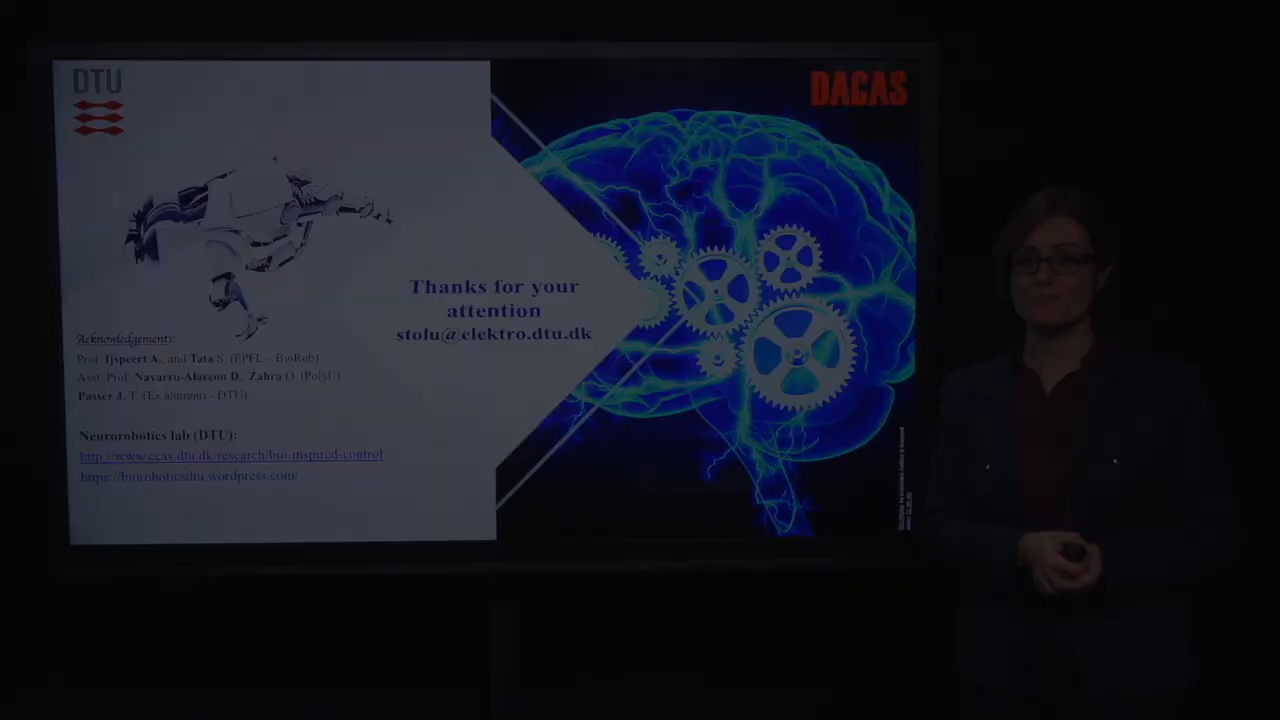 DTU
DACAS
Thanks for your
attention
stolu@elektro.dtu.dk
Acknowledgements:
Prof. Ijspeert A., and Tata S. (EPFL - BioRob)
Asst. Prof. Navarro-Alarcon D. Zahra O. (PolyU)
Passer J. T. (Ex alumnus - DTU)
Neurorobotics lab (DTU):
http://www.ecas.dtu.dk/research/bio-inspired-control
https://bioroboticsdtu.wordpress.com/